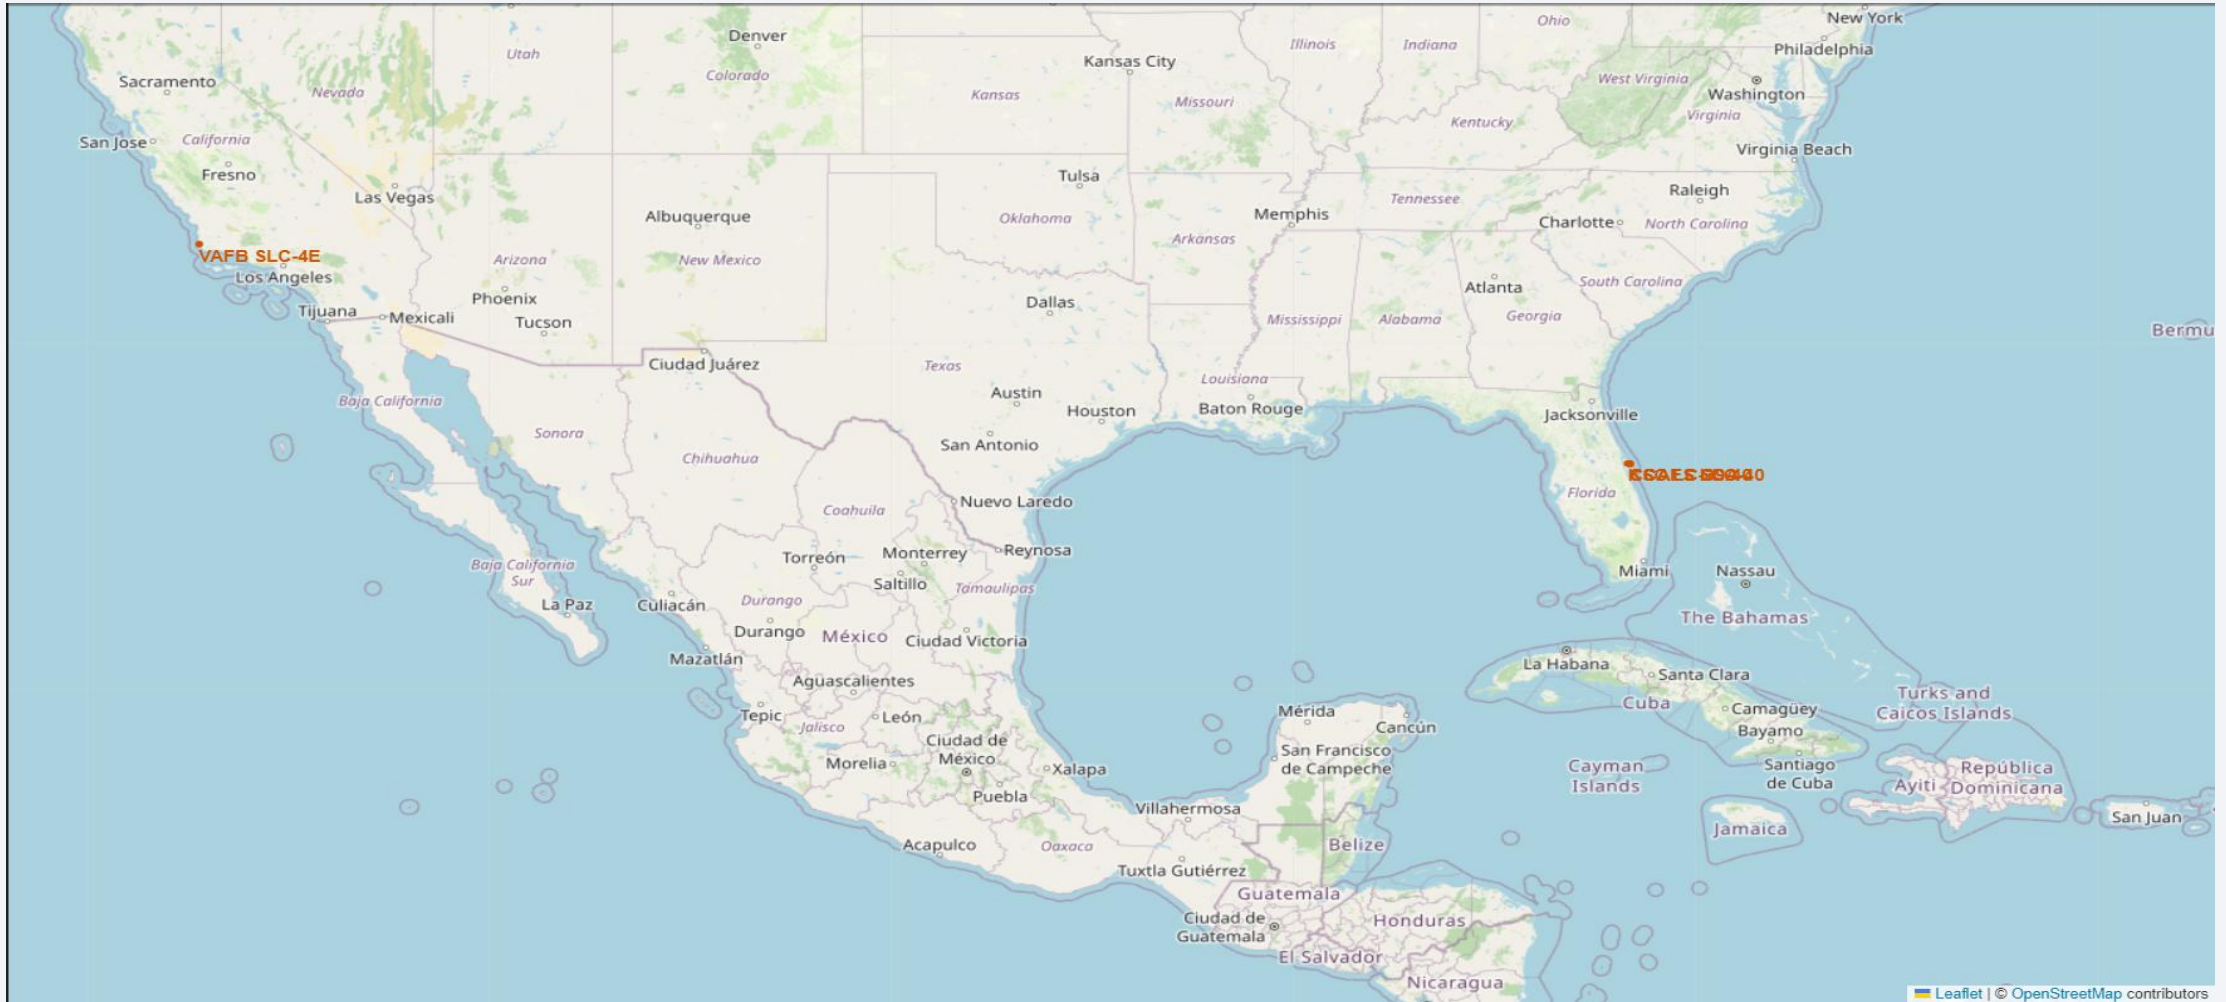 New York
Denver
Ohio
Utah
Illinois
Indiana
Philadelphia
Kansas City
Colorado
Sacramento
West Virginia
Nevada
Kansas
Washington
Missouri
Virginia
Kentucky
San Jose
California
Virginia Beach
Fresno
Tulsa
Raleigh
Las Vegas
Tennessee
Albuquerque
Oklahoma
Memphis
Charlotte
North Carolina
Arkansas
VAFB SLC-4E
Arizona
New Mexico
Los Angeles
South Carolina
Atlanta
Phoenix
Dallas
Tijuana
Mexicali
Georgia
Mississippi
Alabama
Tucson
Bermu
Ciudad Juárez
Texas
Louisiana
Austin
Baja California
Baton Rouge
Houston
Jacksonville
Sonora
San Antonio
Chihuahua
Florida
Nuevo Laredo
Coahuila
Reynosa
Monterrey
Torreón
Baja California
Sur
Miami
Nassau
Saltillo
Tamaulipas
Durango
La Paz
Culiacán
The Bahamas
Durango
México
Ciudad Victoria
Mazatlán
La Habana
Santa Clara
Aguascalientes
Turks and
Caicos Islands
Cuba
Camagüey
Mérida
Tepic
León
Jalisco
Cancún
Bayamo
Ciudad de
México
San Francisco
de Campeche
Morelia
Xalapa
Cayman
Islands
Santiago
de Cuba
República
Dominicana
Ayiti
Puebla
Villahermosa
San Juan
Jamaica
Acapulco
Oaxaca
Belize
Tuxtla Gutiérrez
Guatemala
Ciudad de
Guatemala
Honduras
El Salvador
Nicaragua
Leaflet | © OpenStreetMap contributors